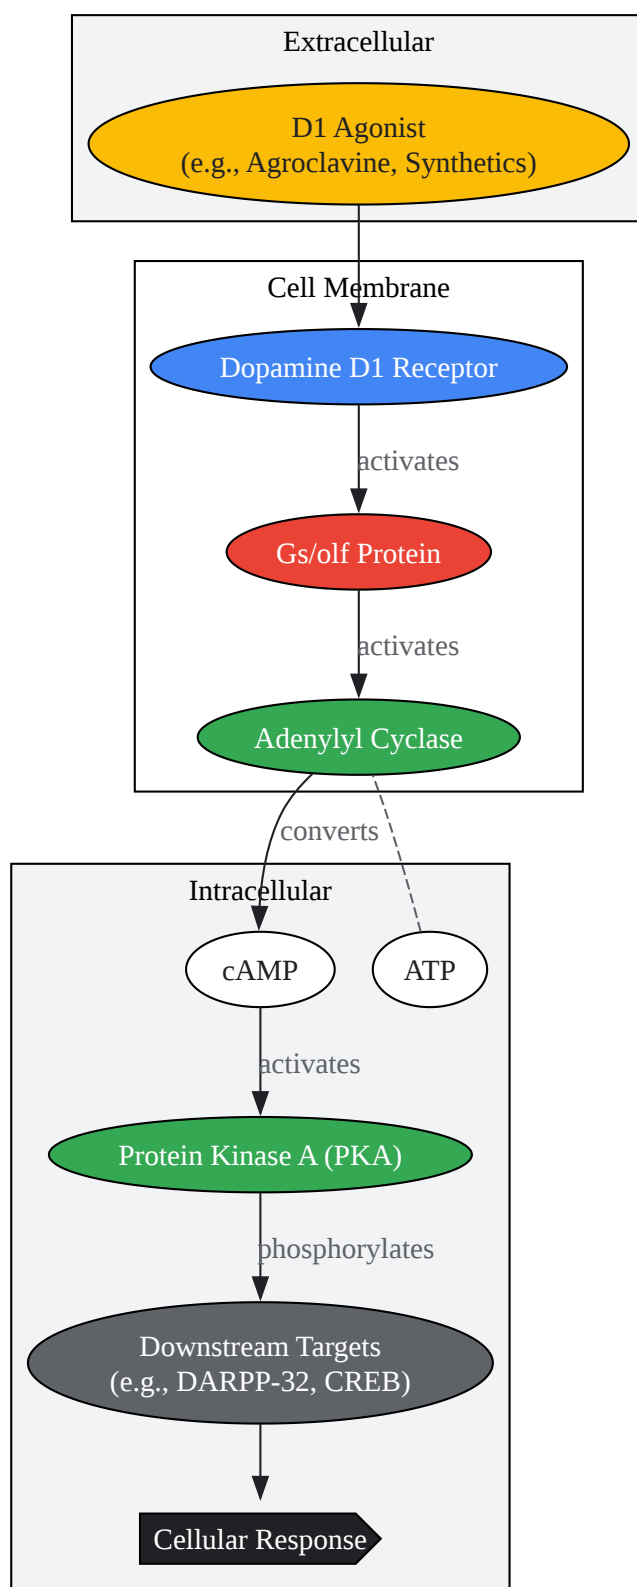 Extracellular
D1 Agonist
(e.g., Agroclavine, Synthetics)
Cell Membrane
Dopamine D1 Receptor
activates
Gs/olf Protein
activates
Adenylyl Cyclase
converts
Intracellular
cAMP
ATP
activates
Protein Kinase A (PKA)
phosphorylates
Downstream Targets
(e.g., DARPP-32, CREB)
Cellular Response